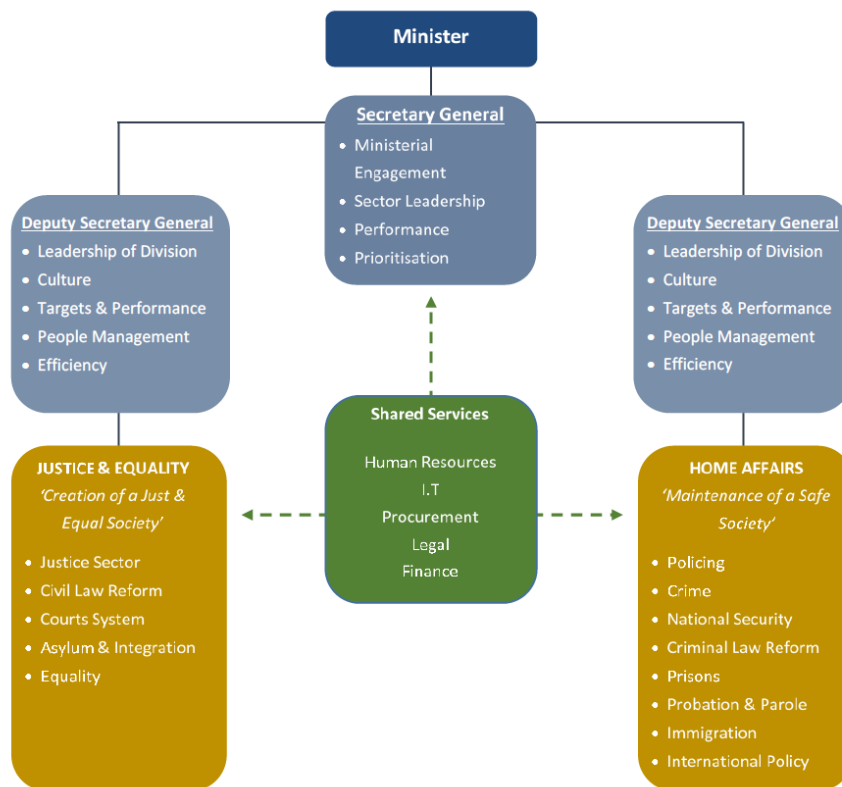 Minister
Secretary General
• Ministerial
Engagement
• Sector Leadership
• Performance
• Prioritisation
Deputy Secretary General
• Leadership of Division
• Culture
• Targets & Performance
• People Management
• Efficiency
Deputy Secretary General
• Leadership of Division
• Culture
• Targets & Performance
• People Management
• Efficiency
Shared Services
Human Resources
I.T
Procurement
Legal
Finance
JUSTICE & EQUALITY
‘Creation of a Just &
Equal Society’
• Justice Sector
• Civil Law Reform
• Courts System
• Asylum & Integration
• Equality
HOME AFFAIRS
‘Maintenance of a Safe
Society‘
• Policing
• Crime
• National Security
• Criminal Law Reform
• Prisons
• Probation & Parole
• Immigration
• International Policy